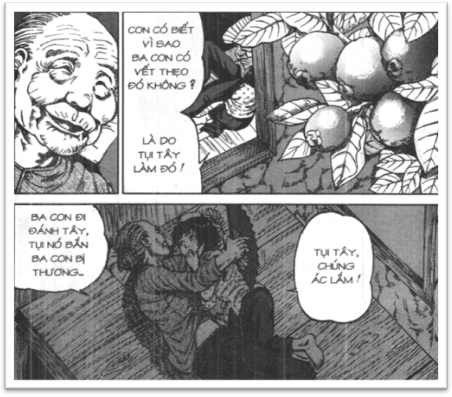 CON CÓ BIẾT
VÌ SAO
BA CON CÓ
VẾT THẸO
ĐÓ KHÔNG ?
LÀ DO
TỤI TÂY
LÀM ĐÓ !
BA CON ĐI
ĐÁNH TÂY,
TỤI NÓ BẮN
BA CON BỊ
THƯƠNG...
TỤI TÂY,
CHÚNG
ÁC LẮM !